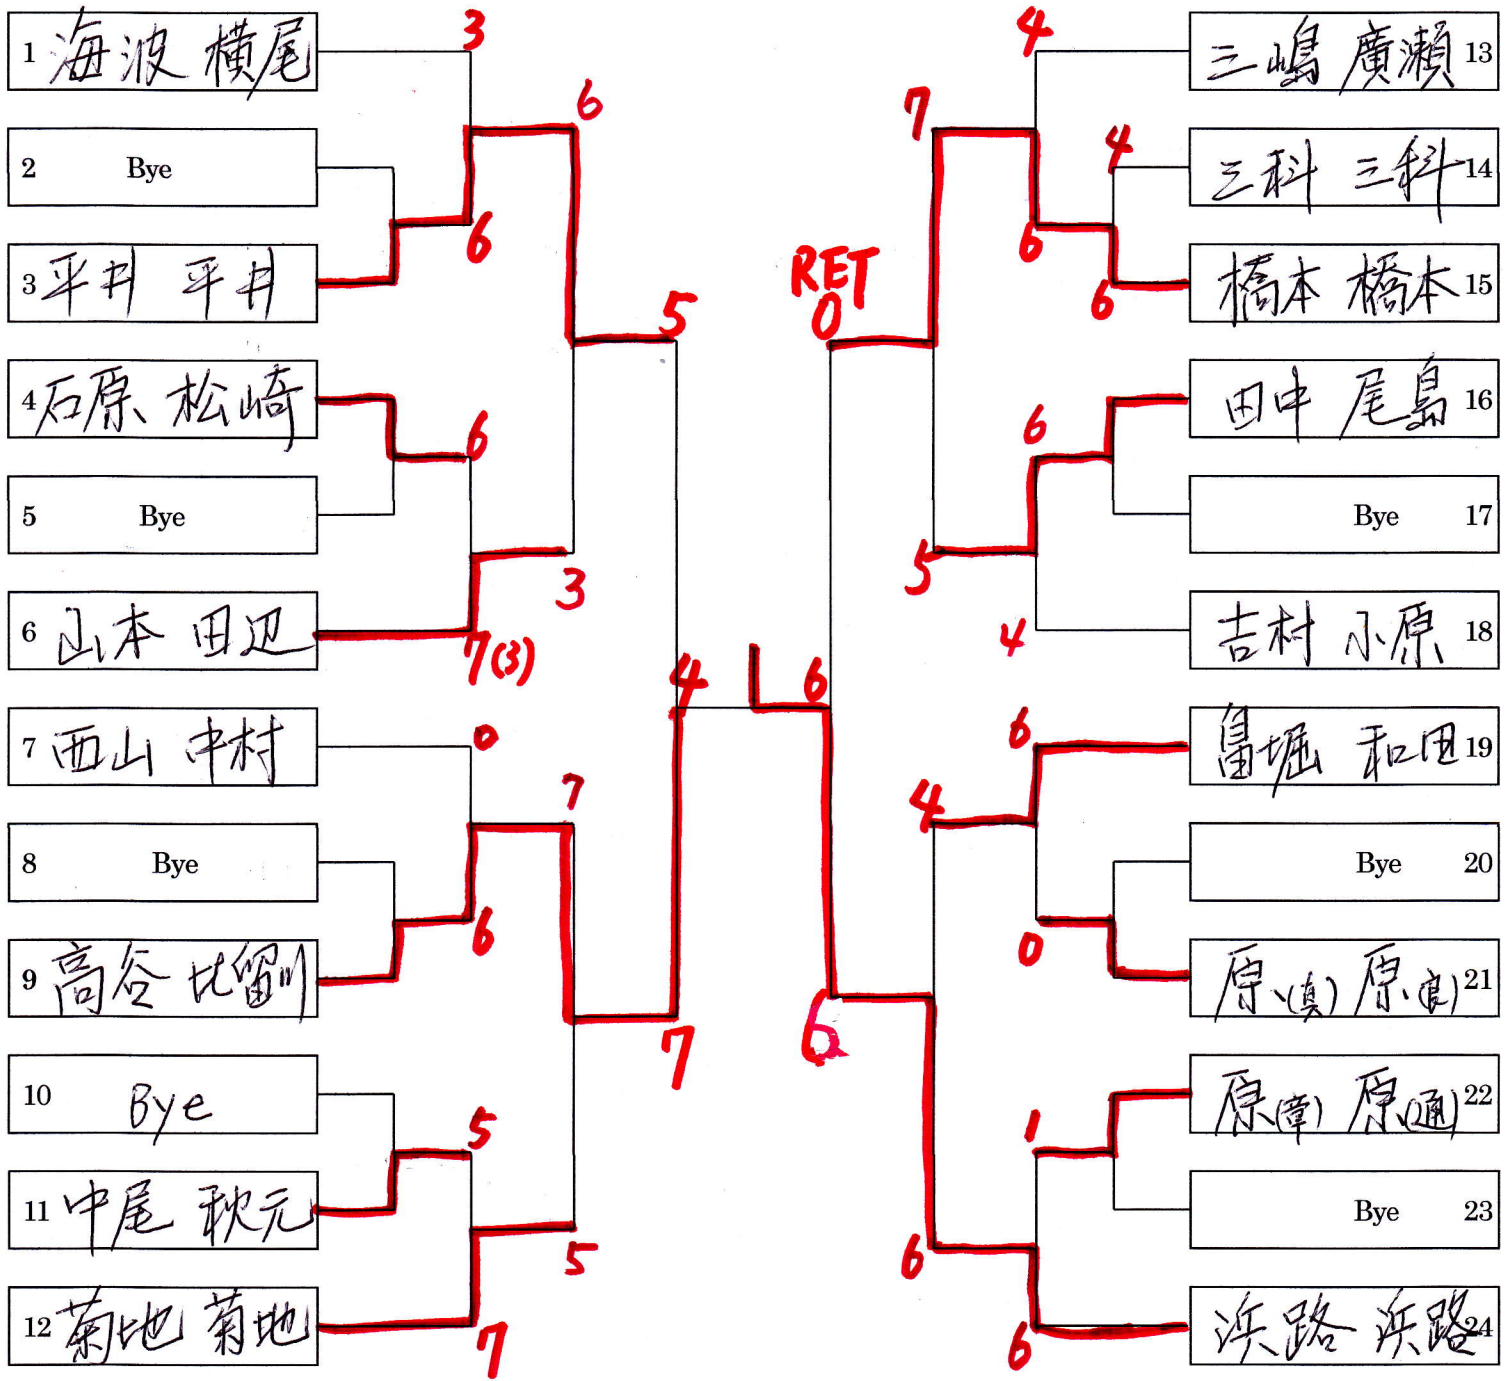 1 海波 横尾
2 Bye
3 平井 平井
4 石原 松崎
5 Bye
6 山本 田辺
7 西山 中村
8 Bye
9 高谷 比留川
10 Bye
11 中尾 秋元
12 菊地 菊地
3
6
6
6
7(3)
3
5
0
6
7
5
7
5
7
4
6
RET
0
6
7
5
4
6
4
6
6
4
4
6
6
0
1
6
三嶋 廣瀬 13
三科 三科 14
橋本 橋本 15
田中 尾島 16
Bye 17
吉村 小原 18
畠堀 和田 19
Bye 20
原(真) 原(良) 21
原(章) 原(通) 22
Bye 23
浜路 浜路 24